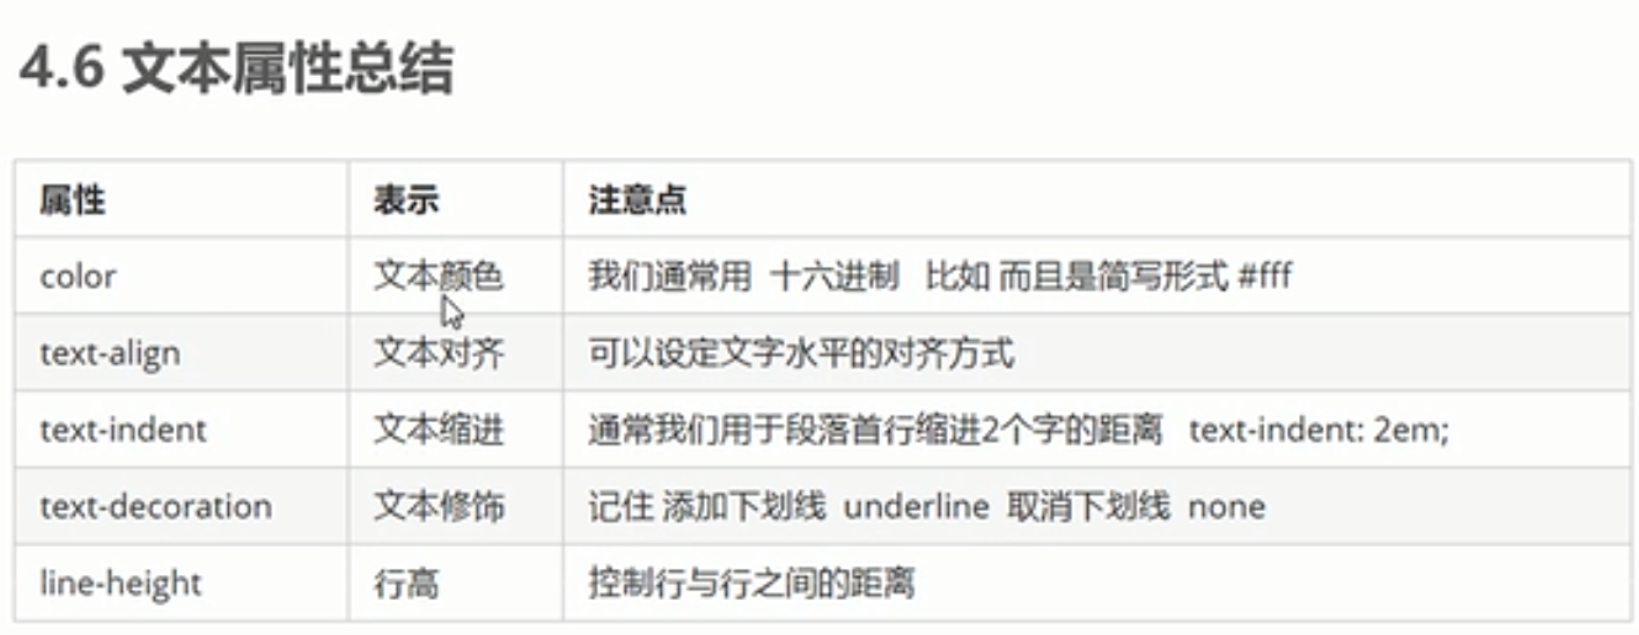 4.6 文本属性总结
属性 表示 注意点
color 文本颜色 我们通常用 十六进制 比如 而且是简写形式 #fff
text-align 文本对齐 可以设定文字水平的对齐方式
text-indent 文本缩进 通常我们用于段落首行缩进2个字的距离 text-indent: 2em;
text-decoration 文本修饰 记住 添加下划线 underline 取消下划线 none
line-height 行高 控制行与行之间的距离